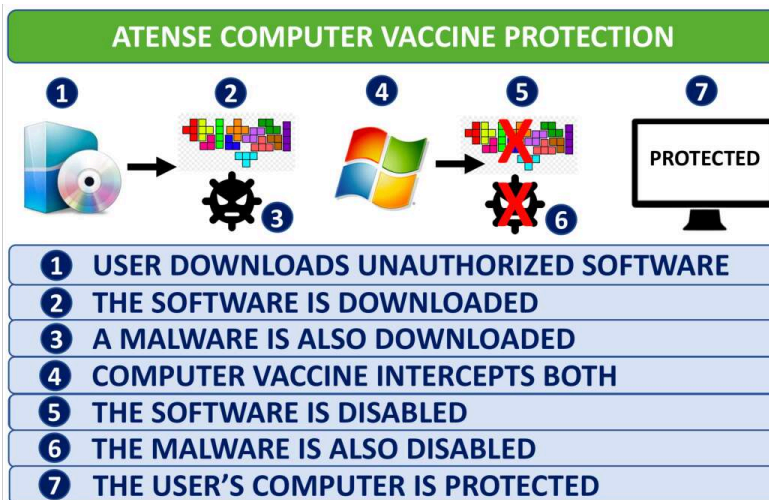 ATENSE COMPUTER VACCINE PROTECTION
1 2 4 5 7
PROTECTED
3 6
1 USER DOWNLOADS UNAUTHORIZED SOFTWARE
2 THE SOFTWARE IS DOWNLOADED
3 A MALWARE IS ALSO DOWNLOADED
4 COMPUTER VACCINE INTERCEPTS BOTH
5 THE SOFTWARE IS DISABLED
6 THE MALWARE IS ALSO DISABLED
7 THE USER'S COMPUTER IS PROTECTED